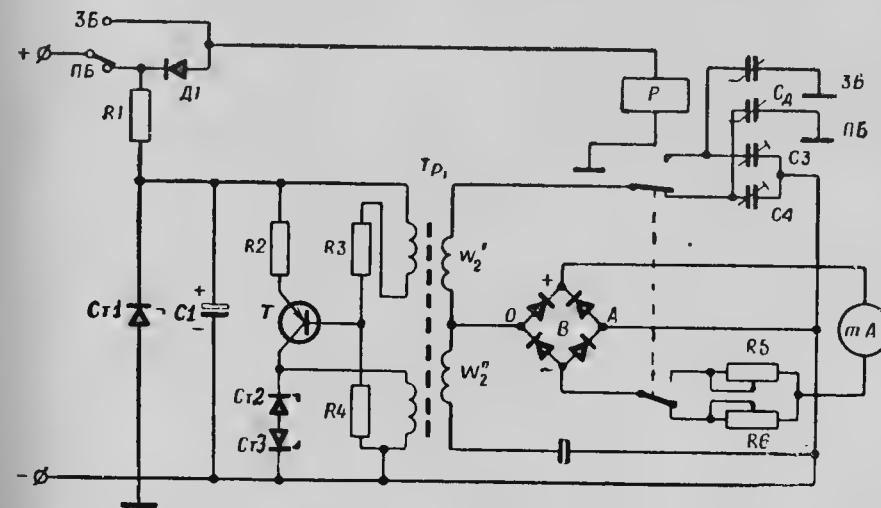 ЗБ
+
ПБ
Д1
R1
Р
СД
ЗБ
ПБ
С3
С4
Тр1
R2
R3
W2'
Ст1
+
С1
-
Т
+
О
В
А
-
mA
W2"
R5
Ст2
Ст3
R4
R6
-